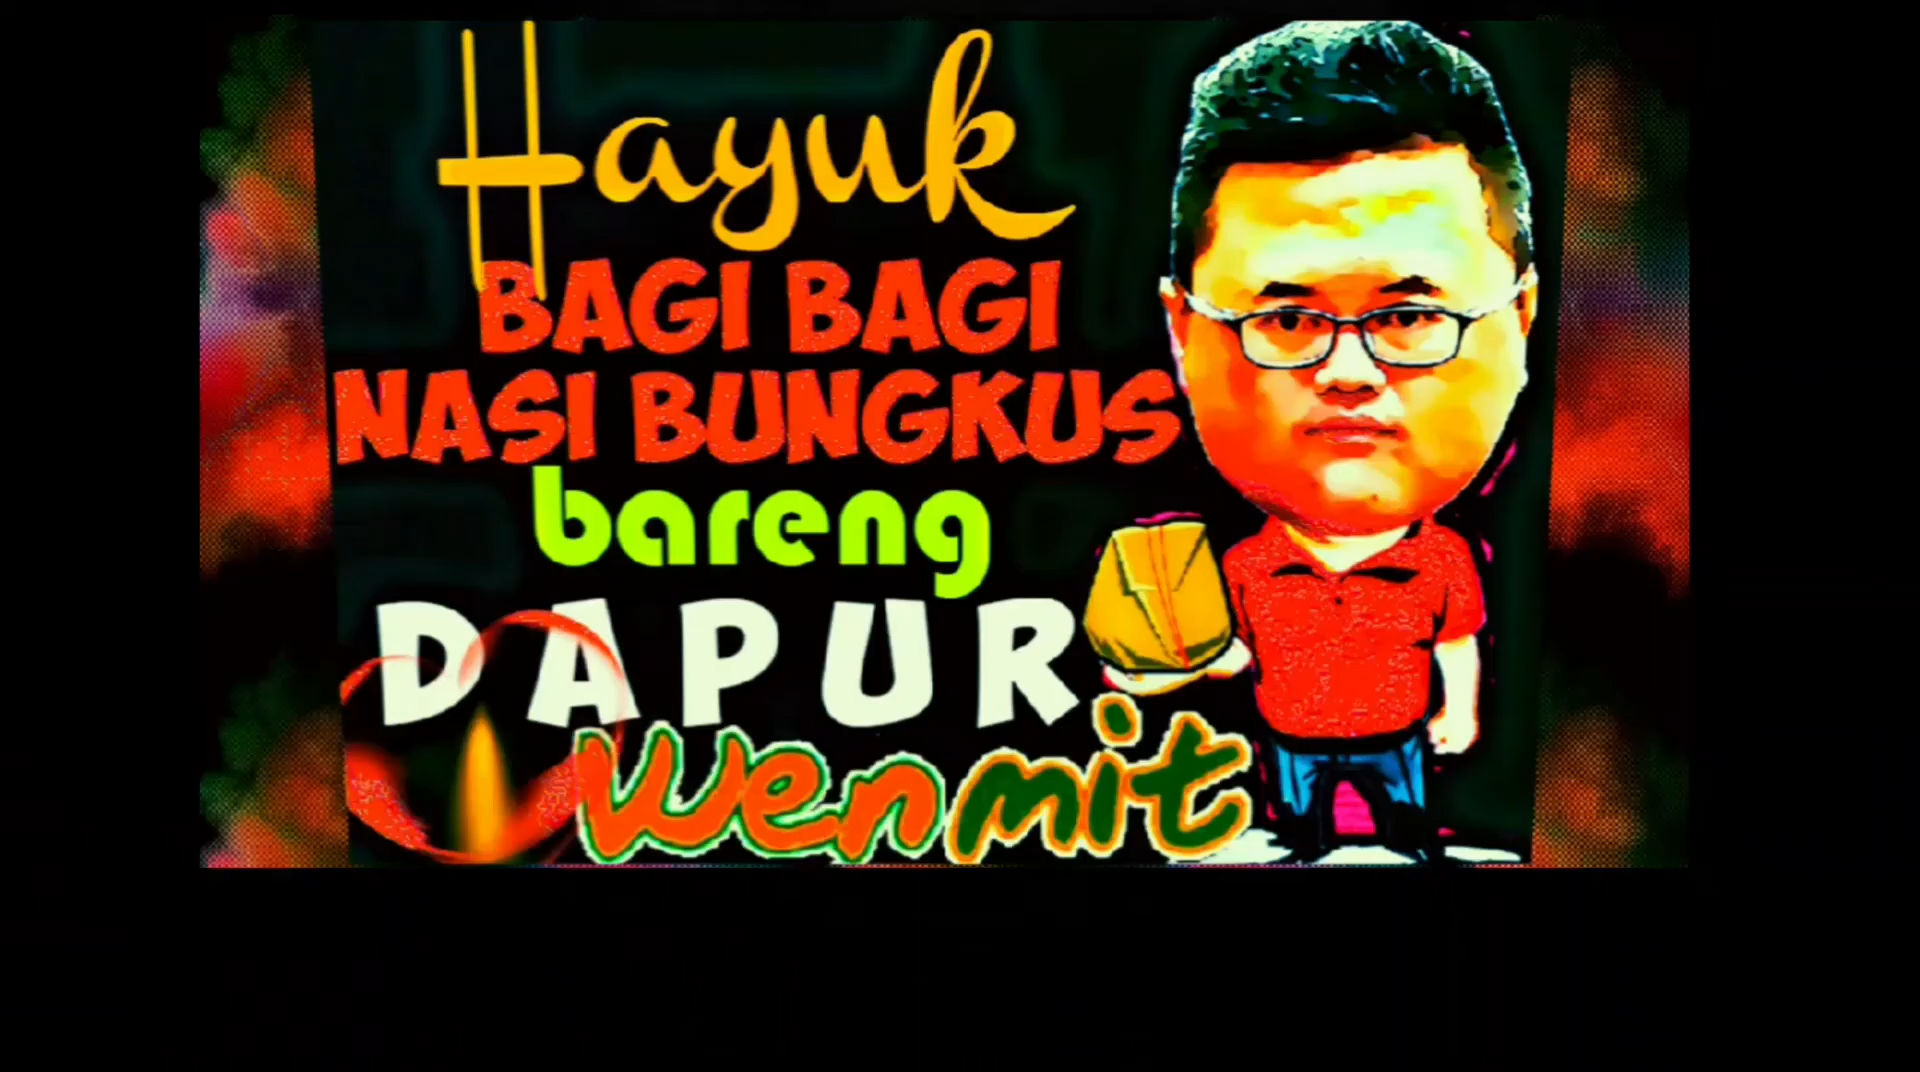 Hayuk
BAGI BAGI
NASI BUNGKUS
bareng
DAPUR
wenmit